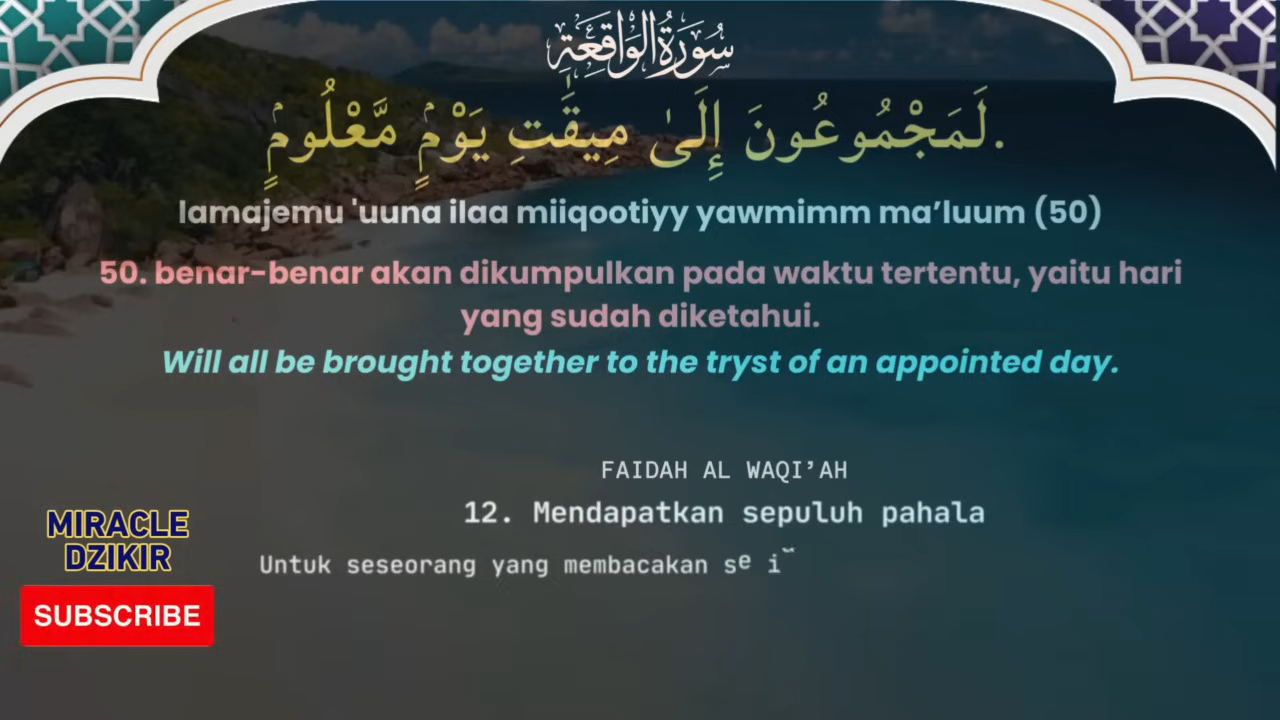 سُورَةُ الْوَاقِعَةِ
لَمَجْمُوعُونَ إِلَىٰ مِيقَٰتِ يَوْمٍ مَّعْلُومٍ.
lamajemu 'uuna ilaa miiqootiyy yawmimm ma’luum (50)
50. benar-benar akan dikumpulkan pada waktu tertentu, yaitu hari
yang sudah diketahui.
Will all be brought together to the tryst of an appointed day.
FAIDAH AL WAQI’AH
12. Mendapatkan sepuluh pahala
Untuk seseorang yang membacakan
MIRACLE
DZIKIR
SUBSCRIBE